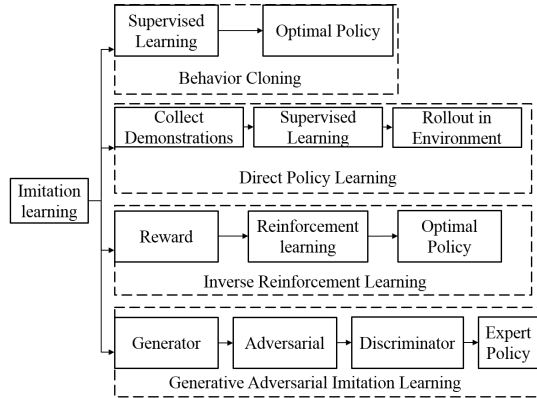 Supervised
Learning
Optimal Policy
Behavior Cloning
Collect
Demonstrations
Supervised
Learning
Rollout in
Environment
Direct Policy Learning
Imitation
learning
Reward
Reinforcement
learning
Optimal
Policy
Inverse Reinforcement Learning
Generator
Adversarial
Discriminator
Expert
Policy
Generative Adversarial Imitation Learning